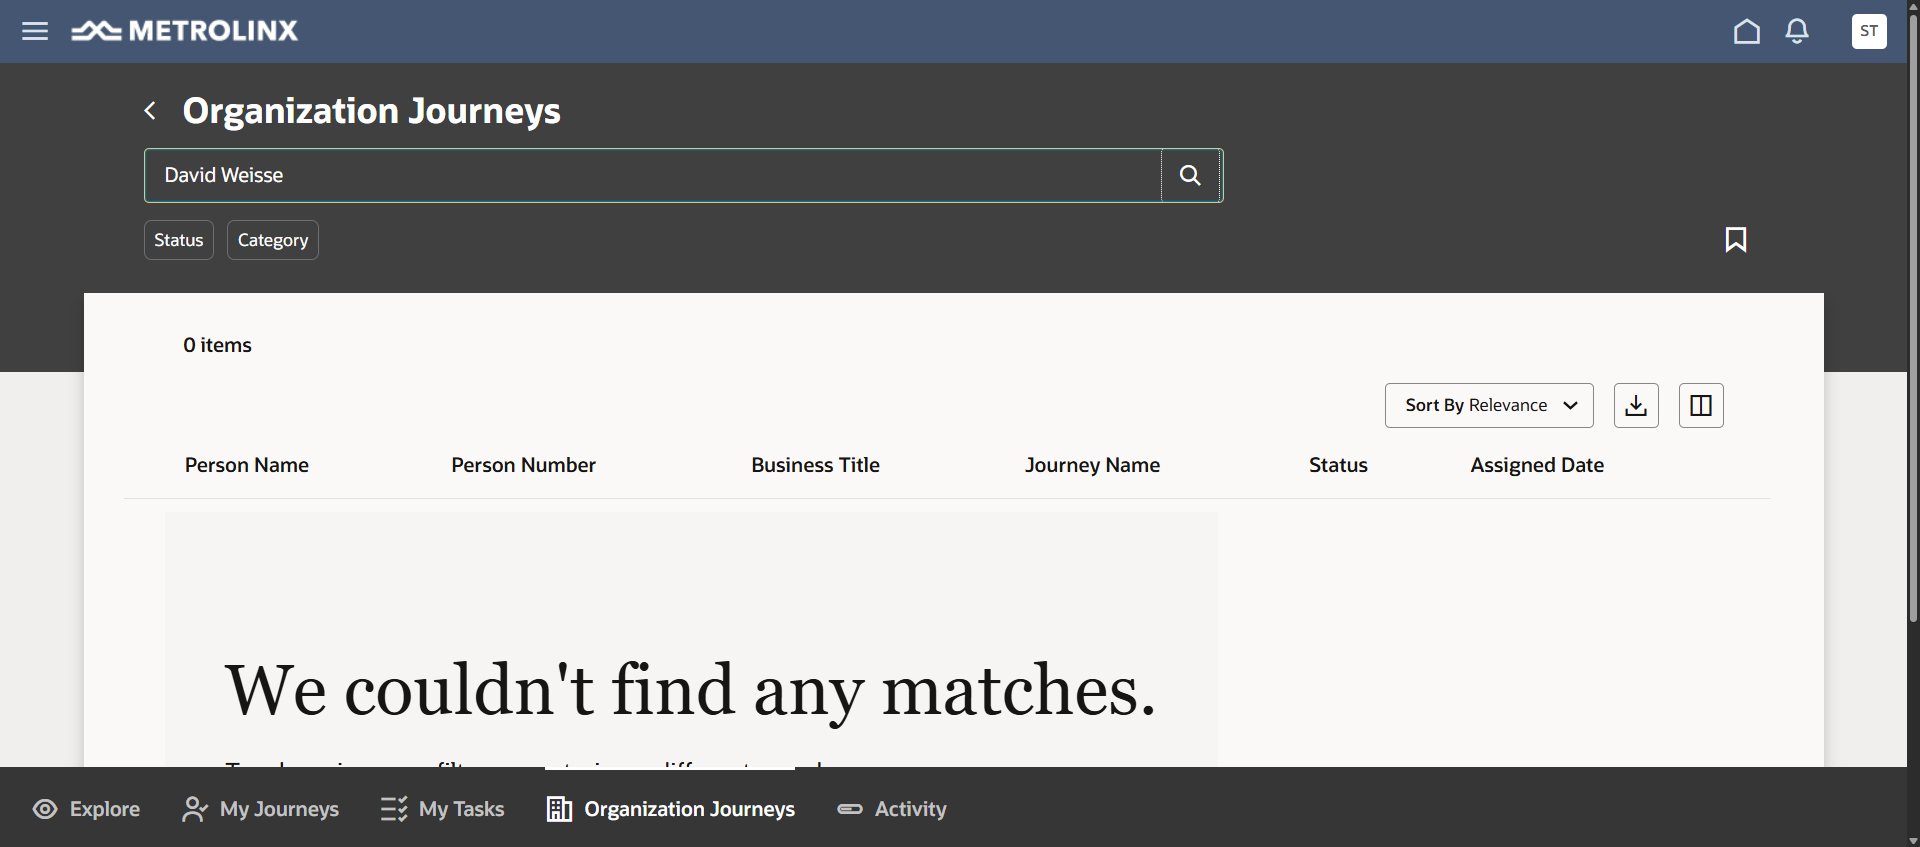 METROLINX
ST
Organization Journeys
David Weisse
Status
Category
0 items
Sort By Relevance
Person Name
Person Number
Business Title
Journey Name
Status
Assigned Date
We couldn't find any matches.
Explore
My Journeys
My Tasks
Organization Journeys
Activity